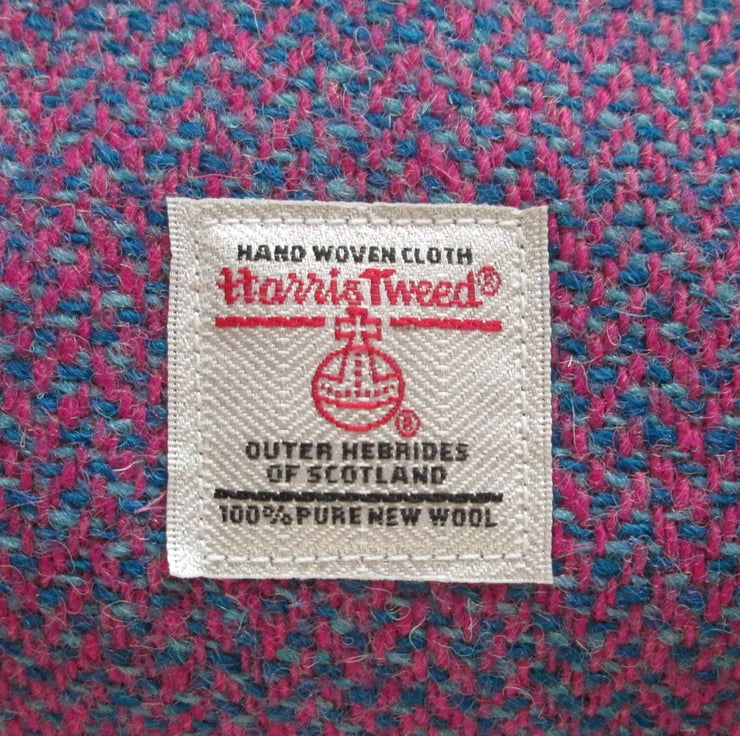 HAND WOVEN CLOTH
Harris Tweed®
®
OUTER HEBRIDES
OF SCOTLAND
100% PURE NEW WOOL